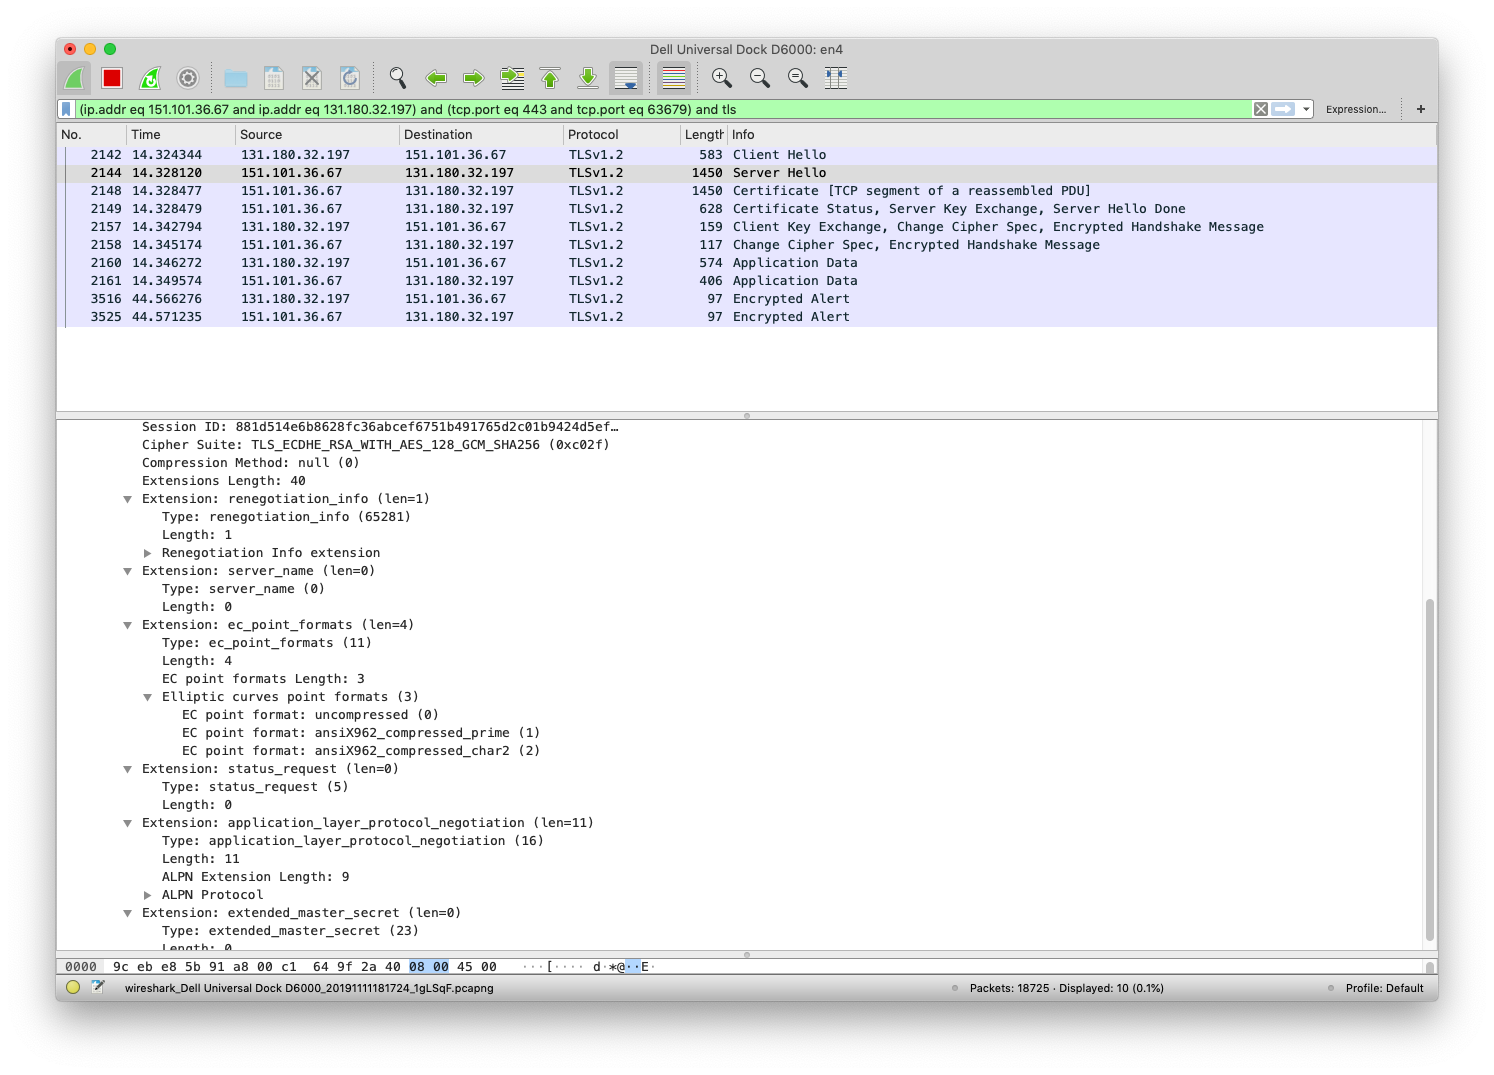 Dell Universal Dock D6000: en4
(ip.addr eq 151.101.36.67 and ip.addr eq 131.180.32.197) and (tcp.port eq 443 and tcp.port eq 63679) and tls
Expression... +
No. Time Source Destination Protocol Length Info
2142 14.324344 131.180.32.197 151.101.36.67 TLSv1.2 583 Client Hello
2144 14.328120 151.101.36.67 131.180.32.197 TLSv1.2 1450 Server Hello
2148 14.328477 151.101.36.67 131.180.32.197 TLSv1.2 1450 Certificate [TCP segment of a reassembled PDU]
2149 14.328479 151.101.36.67 131.180.32.197 TLSv1.2 628 Certificate Status, Server Key Exchange, Server Hello Done
2157 14.342794 131.180.32.197 151.101.36.67 TLSv1.2 159 Client Key Exchange, Change Cipher Spec, Encrypted Handshake Message
2158 14.345174 151.101.36.67 131.180.32.197 TLSv1.2 117 Change Cipher Spec, Encrypted Handshake Message
2160 14.346272 131.180.32.197 151.101.36.67 TLSv1.2 574 Application Data
2161 14.349574 151.101.36.67 131.180.32.197 TLSv1.2 406 Application Data
3516 44.566276 131.180.32.197 151.101.36.67 TLSv1.2 97 Encrypted Alert
3525 44.571235 151.101.36.67 131.180.32.197 TLSv1.2 97 Encrypted Alert
Session ID: 881d514e6b8628fc36abcef6751b491765d2c01b9424d5ef…
Cipher Suite: TLS_ECDHE_RSA_WITH_AES_128_GCM_SHA256 (0xc02f)
Compression Method: null (0)
Extensions Length: 40
Extension: renegotiation_info (len=1)
Type: renegotiation_info (65281)
Length: 1
Renegotiation Info extension
Extension: server_name (len=0)
Type: server_name (0)
Length: 0
Extension: ec_point_formats (len=4)
Type: ec_point_formats (11)
Length: 4
EC point formats Length: 3
Elliptic curves point formats (3)
EC point format: uncompressed (0)
EC point format: ansiX962_compressed_prime (1)
EC point format: ansiX962_compressed_char2 (2)
Extension: status_request (len=0)
Type: status_request (5)
Length: 0
Extension: application_layer_protocol_negotiation (len=11)
Type: application_layer_protocol_negotiation (16)
Length: 11
ALPN Extension Length: 9
ALPN Protocol
Extension: extended_master_secret (len=0)
Type: extended_master_secret (23)
Length: 0
0000 9c eb e8 5b 91 a8 00 c1 64 9f 2a 40 08 00 45 00 ···[···· d·*@··E·
wireshark_Dell Universal Dock D6000_20191111181724_1gLSqF.pcapng
Packets: 18725 · Displayed: 10 (0.1%)
Profile: Default